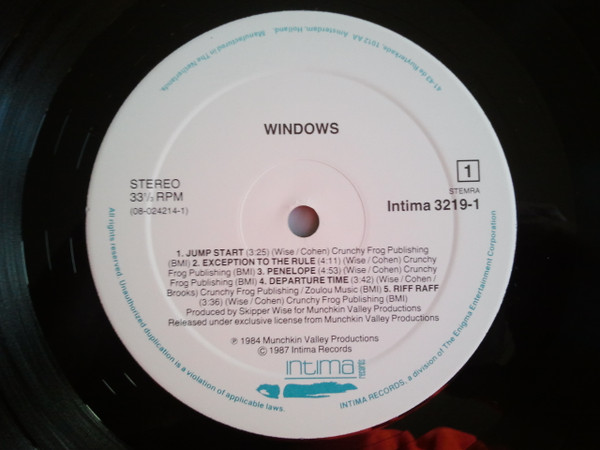 Manufactured in The Netherlands.
41-43 de Ruyterkade, 1012 AA Amsterdam, Holland.
WINDOWS
STEREO
33⅓ RPM
(08-024214-1)
1
STEMRA
Intima 3219-1
1. JUMP START (3:25) (Wise / Cohen) Crunchy Frog Publishing
(BMI) 2. EXCEPTION TO THE RULE (4:11) (Wise / Cohen) Crunchy
Frog Publishing (BMI) 3. PENELOPE (4:53) (Wise / Cohen) Crunchy
Frog Publishing (BMI) 4. DEPARTURE TIME (3:42) (Wise / Cohen /
Brooks) Crunchy Frog Publishing / Zoulou Music (BMI) 5. RIFF RAFF
(3:36) (Wise / Cohen) Crunchy Frog Publishing (BMI)
Produced by Skipper Wise for Munchkin Valley Productions
Released under exclusive license from Munchkin Valley Productions
℗ 1984 Munchkin Valley Productions
© 1987 Intima Records
intima
records
All rights reserved. Unauthorized duplication is a violation of applicable laws.
INTIMA RECORDS, a division of The Enigma Entertainment Corporation